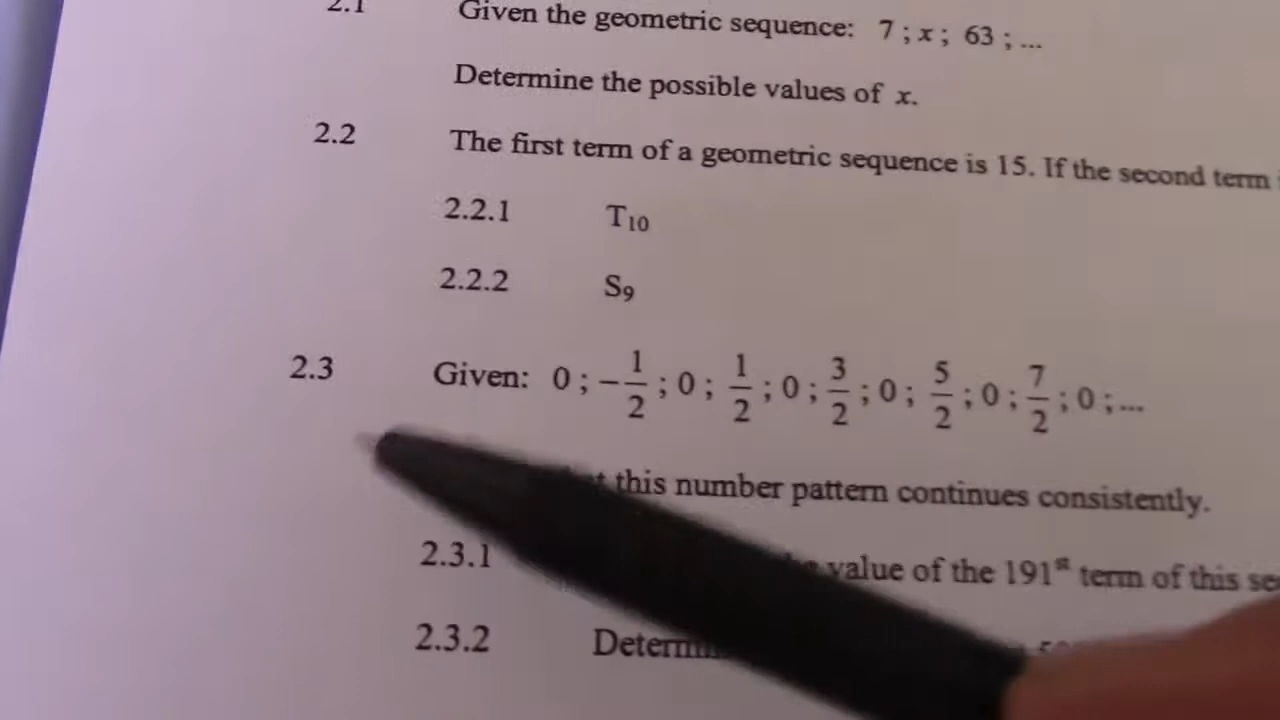 2.1 Given the geometric sequence: 7 ; x ; 63 ; ...
Determine the possible values of x.
2.2 The first term of a geometric sequence is 15. If the second term
2.2.1 T₁₀
2.2.2 S₉
2.3 Given: 0 ; −1/2 ; 0 ; 1/2 ; 0 ; 3/2 ; 0 ; 5/2 ; 0 ; 7/2 ; 0 ; ...
this number pattern continues consistently.
2.3.1 value of the 191ˢᵗ term of this
2.3.2